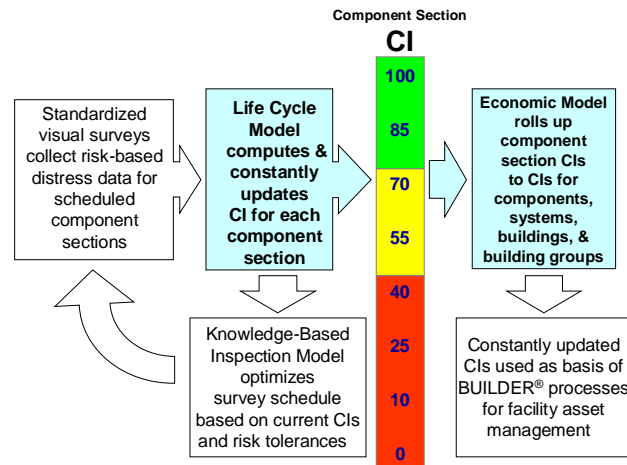 Component Section
CI
Standardized
visual surveys
collect risk-based
distress data for
scheduled
component
sections
Life Cycle
Model
computes &
constantly
updates
CI for each
component
section
100
85
70
55
40
25
10
0
Economic Model
rolls up
component
section CIs
to CIs for
components,
systems,
buildings, &
building groups
Knowledge-Based
Inspection Model
optimizes
survey schedule
based on current CIs
and risk tolerances
Constantly updated
CIs used as basis of
BUILDER® processes
for facility asset
management